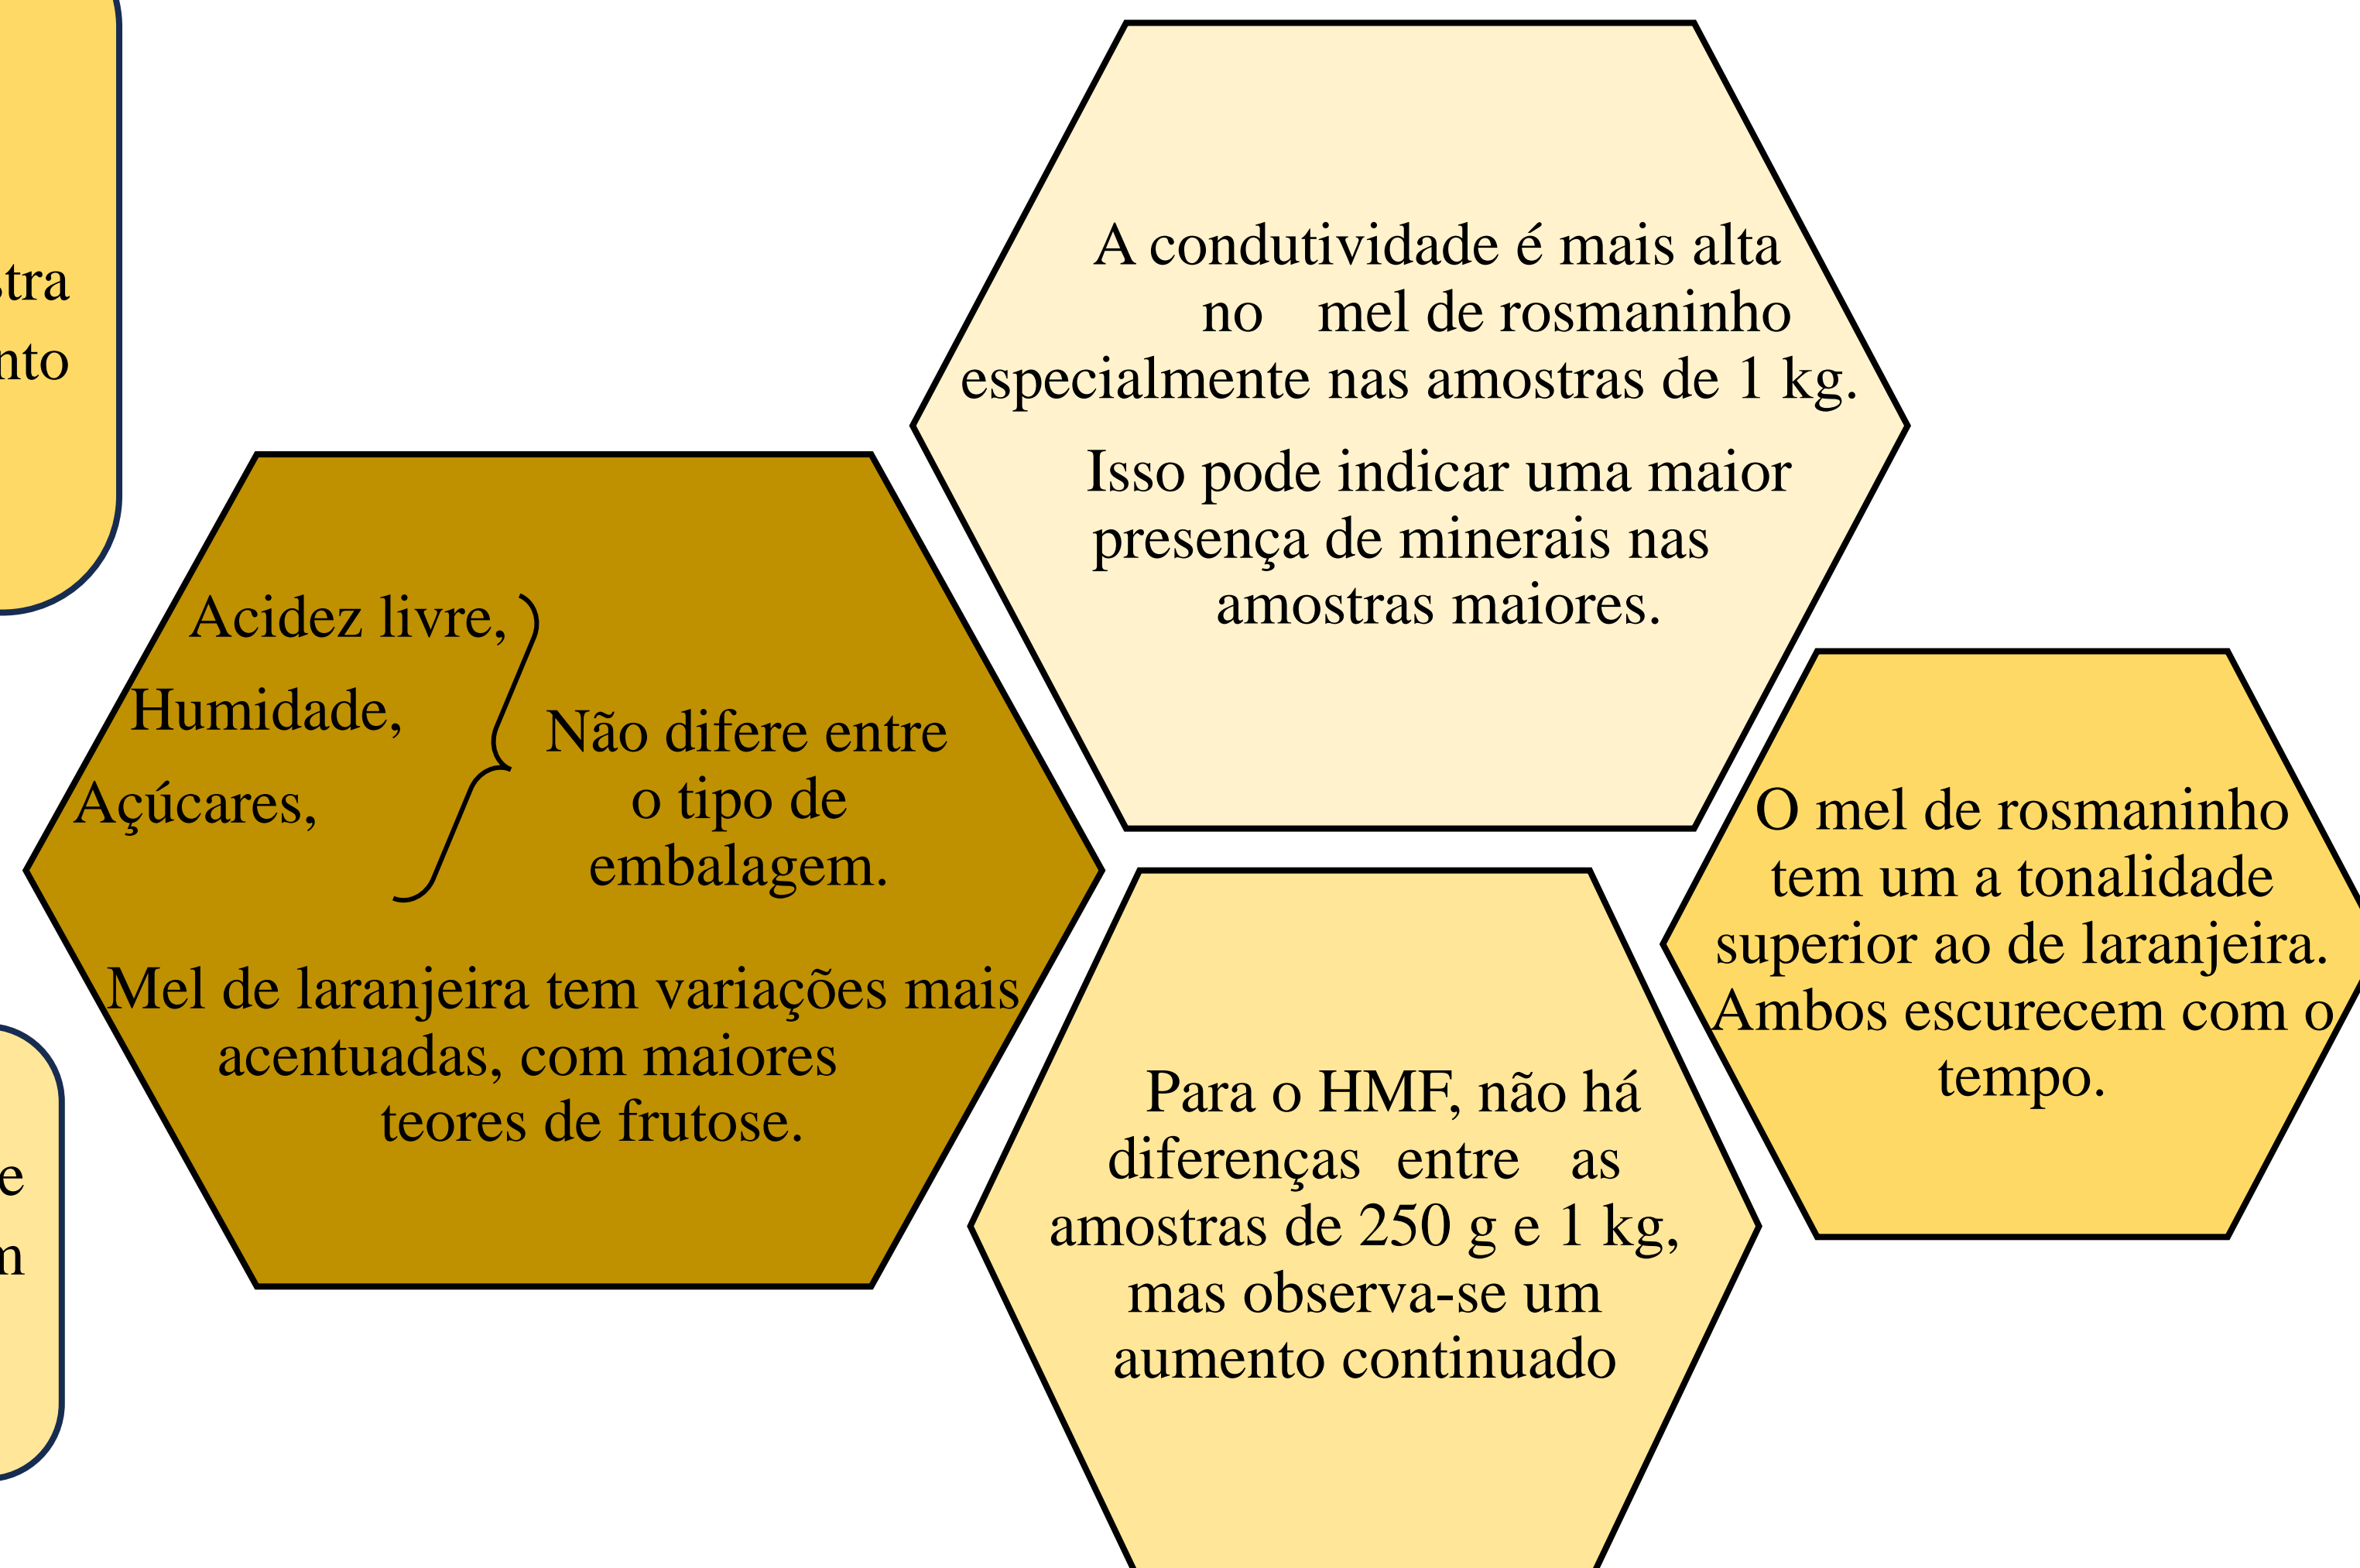 A condutividade é mais alta
no mel de rosmaninho
especialmente nas amostras de 1 kg.
Isso pode indicar uma maior
presença de minerais nas
amostras maiores.
Acidez livre,
Humidade,
Açúcares,
Não difere entre
o tipo de
embalagem.
Mel de laranjeira tem variações mais
acentuadas, com maiores
teores de frutose.
O mel de rosmaninho
tem um a tonalidade
superior ao de laranjeira.
Ambos escurecem com o
tempo.
Para o HMF, não há
diferenças entre as
amostras de 250 g e 1 kg,
mas observa-se um
aumento continuado